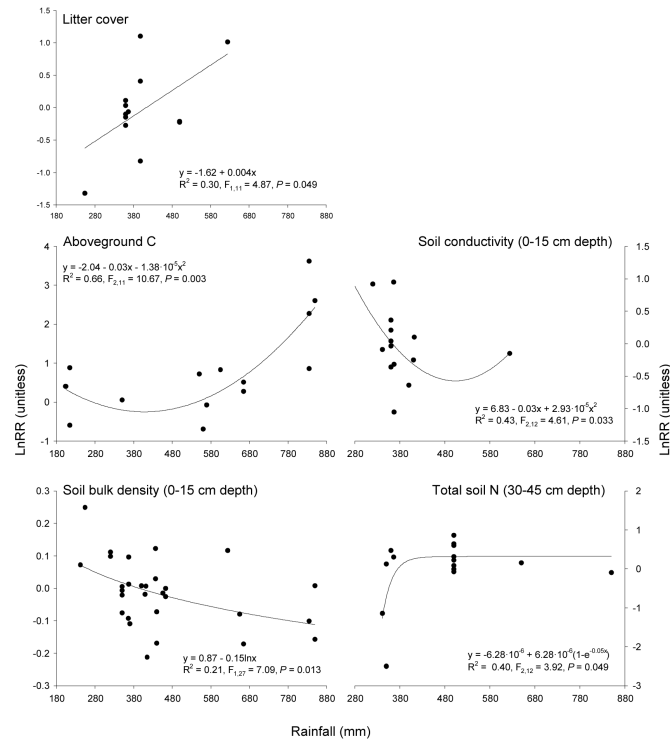 Litter cover
1.5
1.0
0.5
0.0
-0.5
-1.0
-1.5
y = -1.62 + 0.004x
R² = 0.30, F₁,₁₁ = 4.87, P = 0.049
180 280 380 480 580 680 780 880
Aboveground C
4
3
2
1
0
-1
y = -2.04 - 0.03x - 1.38·10⁻⁵x²
R² = 0.66, F₂,₁₁ = 10.67, P = 0.003
LnRR (unitless)
180 280 380 480 580 680 780 880
Soil conductivity (0-15 cm depth)
1.5
1.0
0.5
0.0
-0.5
-1.0
-1.5
y = 6.83 - 0.03x + 2.93·10⁻⁵x²
R² = 0.43, F₂,₁₂ = 4.61, P = 0.033
LnRR (unitless)
180 280 380 480 580 680 780 880
Soil bulk density (0-15 cm depth)
0.3
0.2
0.1
0.0
-0.1
-0.2
-0.3
y = 0.87 - 0.15lnx
R² = 0.21, F₁,₂₇ = 7.09, P = 0.013
180 280 380 480 580 680 780 880
Total soil N (30-45 cm depth)
2
1
0
-1
-2
-3
y = -6.28·10⁻⁶ + 6.28·10⁻⁶(1-e⁻⁰·⁰⁵ˣ)
R² = 0.40, F₂,₁₂ = 3.92, P = 0.049
180 280 380 480 580 680 780 880
Rainfall (mm)